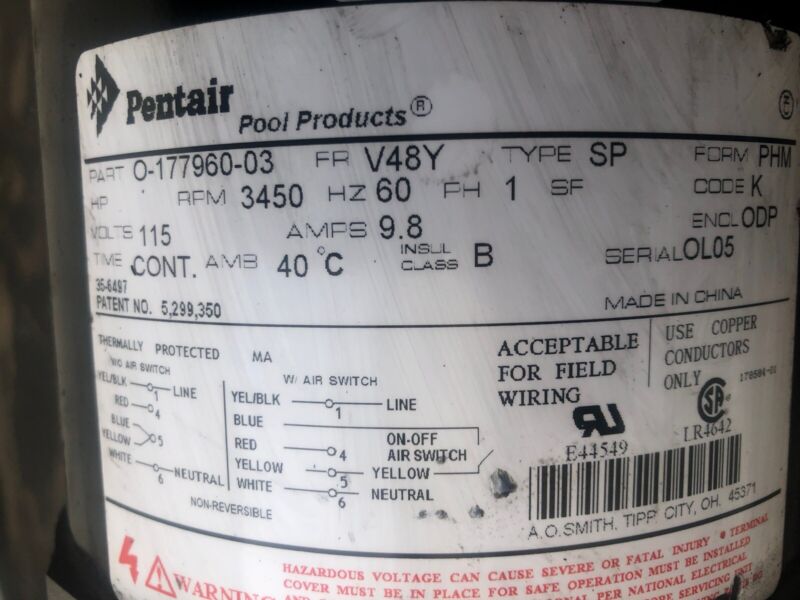 Pentair ®
Pool Products
PART O-177960-03 FR V48Y TYPE SP FORM PHM
HP RPM 3450 HZ 60 PH 1 SF CODE K
VOLTS 115 AMPS 9.8 ENCL ODP
TIME CONT. AMB 40°C INSUL CLASS B SERIAL OL05
35-6497
PATENT NO. 5,299,350
MADE IN CHINA
THERMALLY PROTECTED MA
W/O AIR SWITCH
YEL/BLK 1 LINE
RED 4
BLUE
YELLOW 5
WHITE 6 NEUTRAL
NON-REVERSIBLE
W/ AIR SWITCH
YEL/BLK 1 LINE
BLUE
RED 4 ON-OFF
AIR SWITCH
YELLOW 5 YELLOW
WHITE 6 NEUTRAL
ACCEPTABLE
FOR FIELD
WIRING
E44549
USE COPPER
CONDUCTORS
ONLY
SA ®
LR4642
A.O.SMITH, TIPP CITY, OH. 45371
WARNING
HAZARDOUS VOLTAGE CAN CAUSE SEVERE OR FATAL INJURY • TERMINAL
COVER MUST BE IN PLACE FOR SAFE OPERATION MUST BE INSTALLED
PER NATIONAL ELECTRICAL
BEFORE SERVICING UNIT